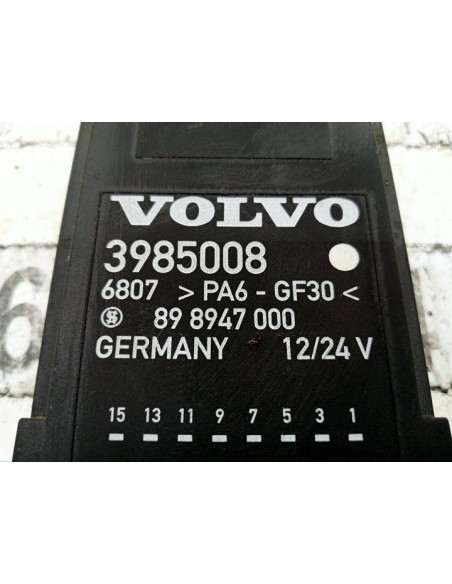 VOLVO
3985008
6807 >PA6-GF30<
89 8947 000
GERMANY 12/24 V
15 13 11 9 7 5 3 1
6